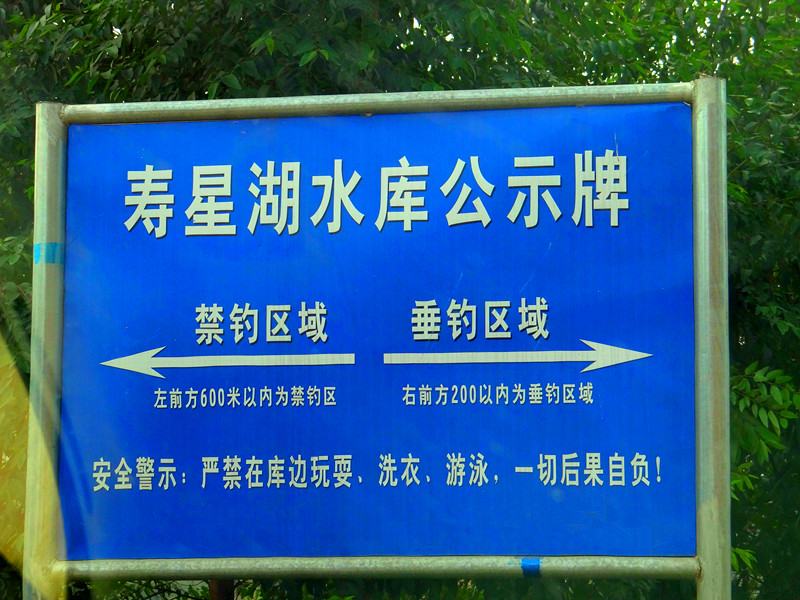 寿星湖水库公示牌
禁钓区域
垂钓区域
左前方600米以内为禁钓区
右前方200以内为垂钓区域
安全警示：严禁在库边玩耍、洗衣、游泳，一切后果自负！